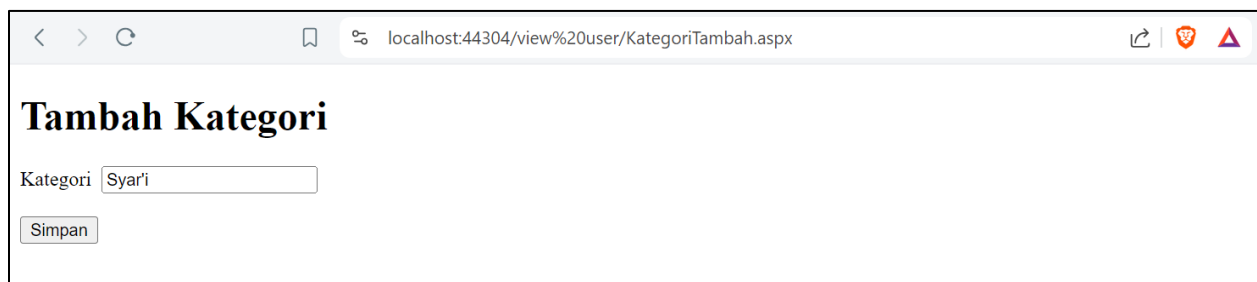 localhost:44304/view%20user/KategoriTambah.aspx
Tambah Kategori
Kategori Syar'i
Simpan